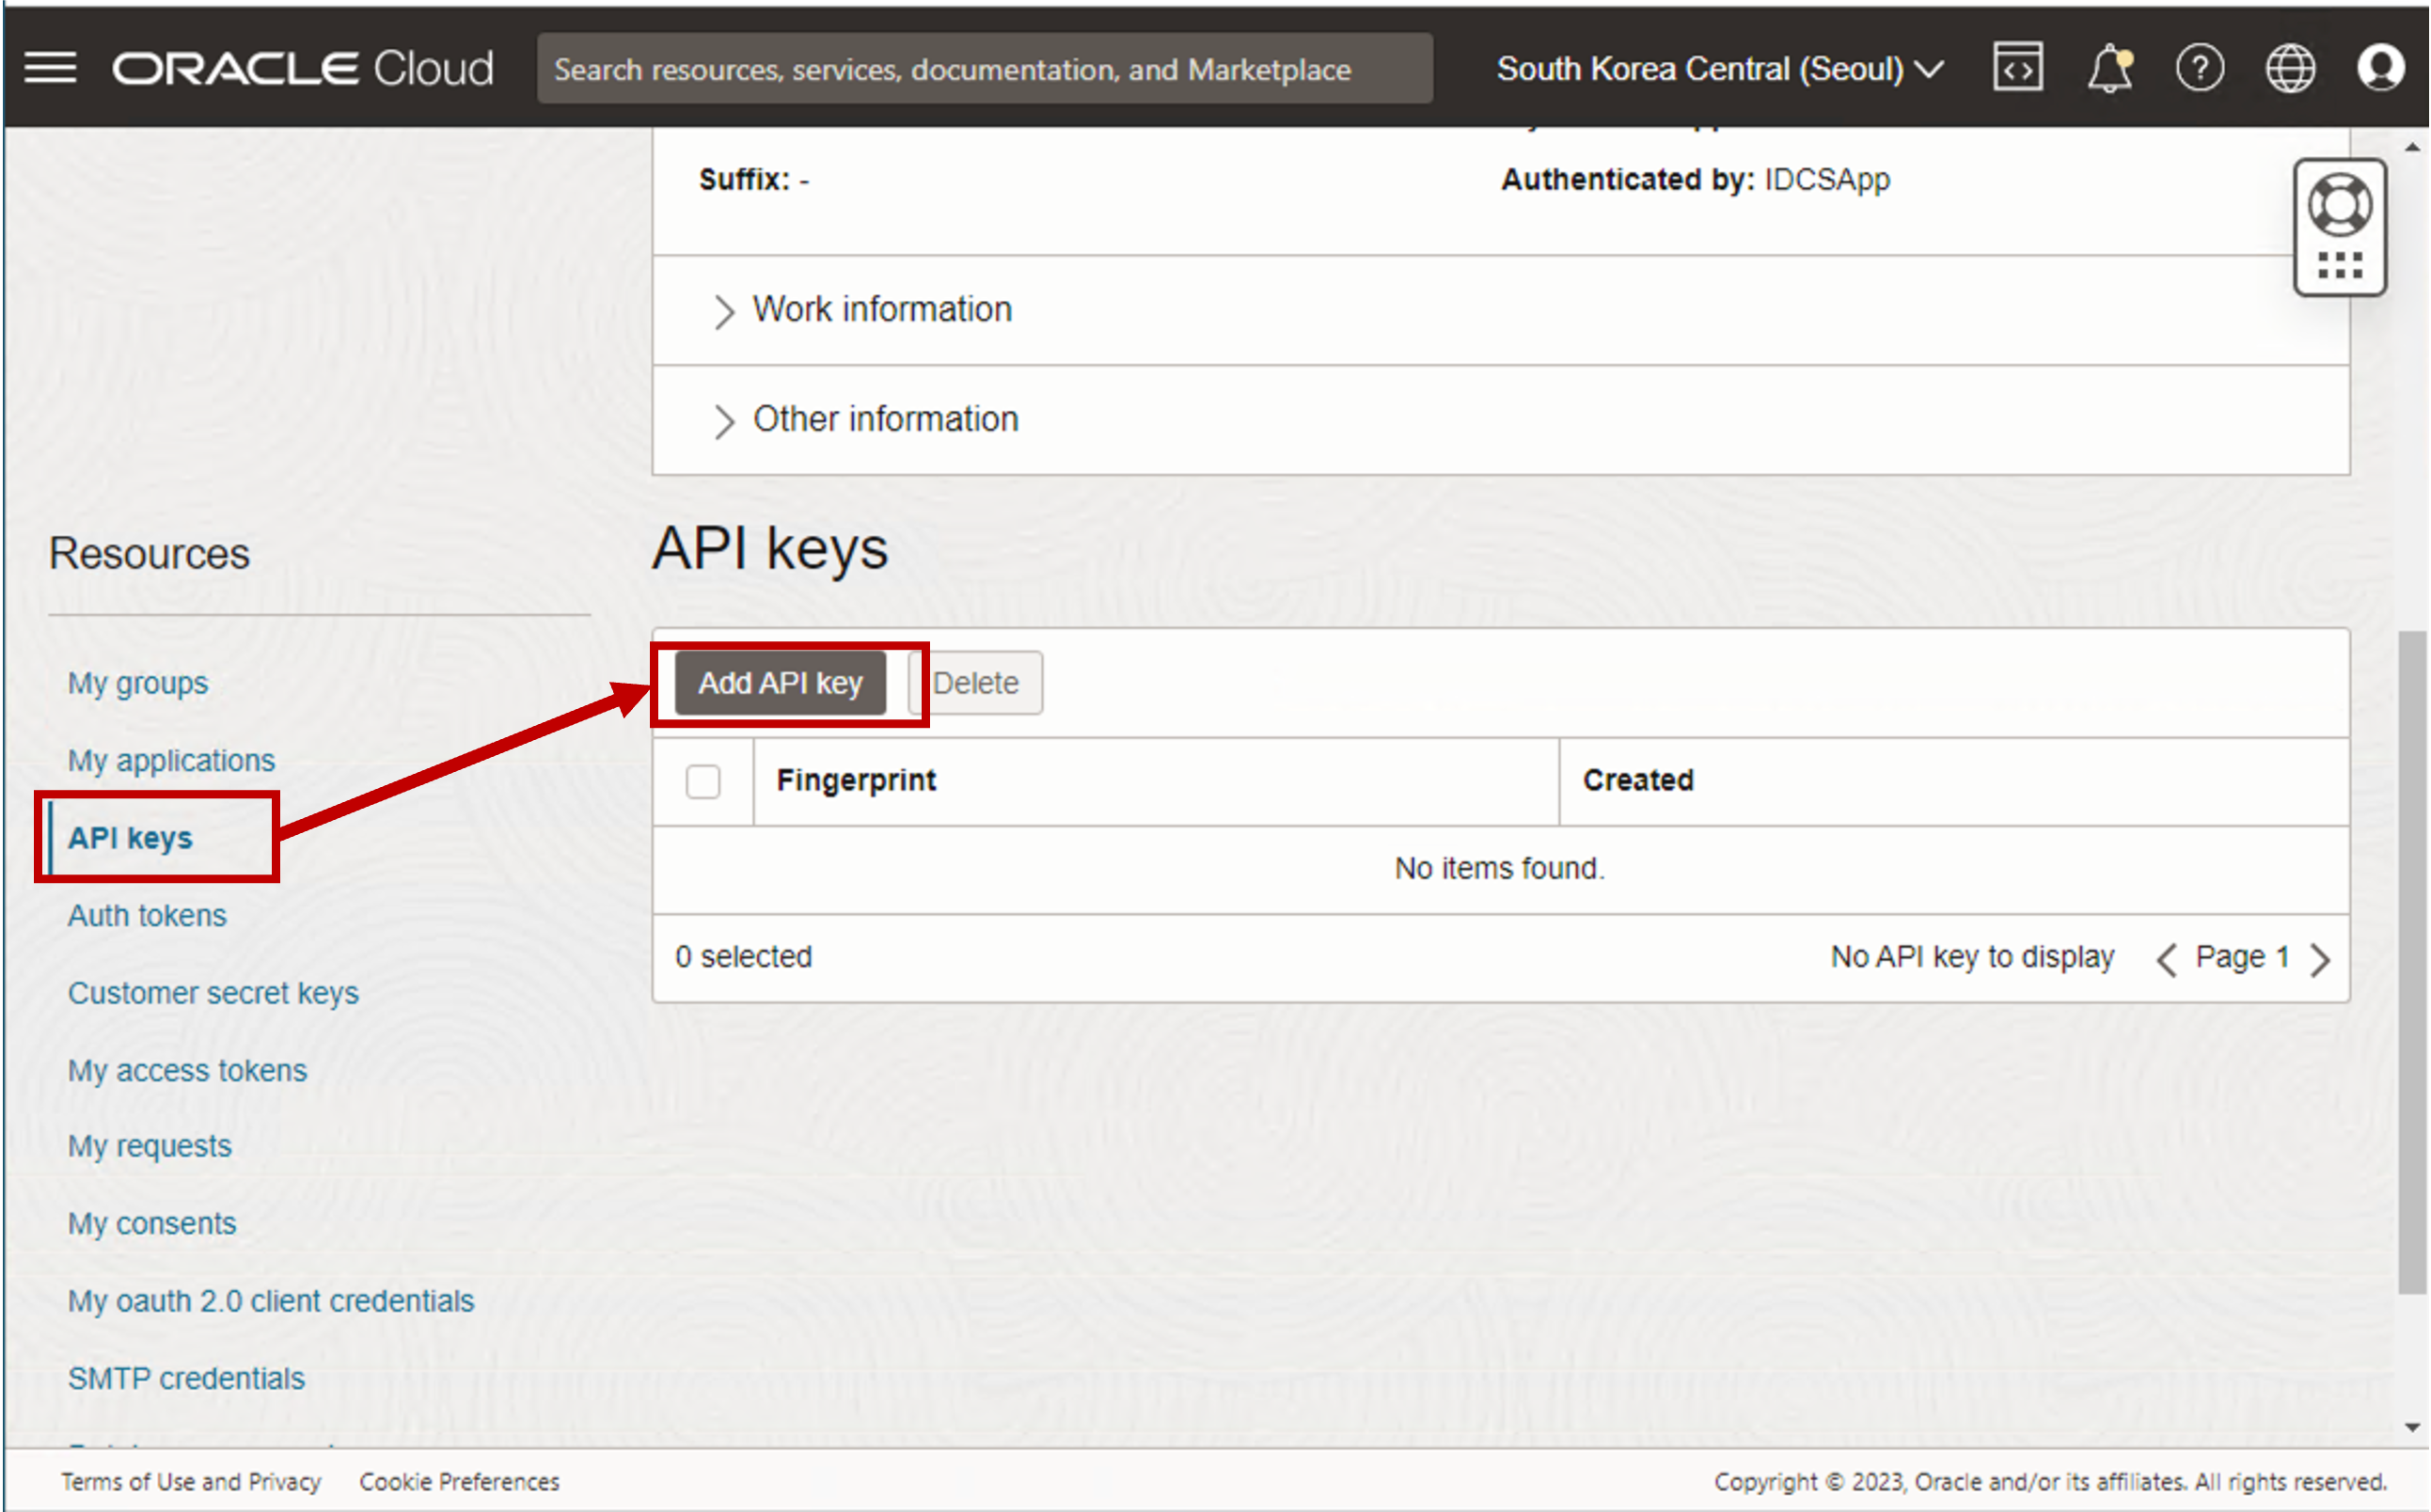 ORACLE Cloud
Search resources, services, documentation, and Marketplace
South Korea Central (Seoul)
Suffix: -
Authenticated by: IDCSApp
Work information
Other information
Resources
My groups
My applications
API keys
Auth tokens
Customer secret keys
My access tokens
My requests
My consents
My oauth 2.0 client credentials
SMTP credentials
API keys
Add API key
Delete
Fingerprint
Created
No items found.
0 selected
No API key to display
Page 1
Terms of Use and Privacy
Cookie Preferences
Copyright © 2023, Oracle and/or its affiliates. All rights reserved.